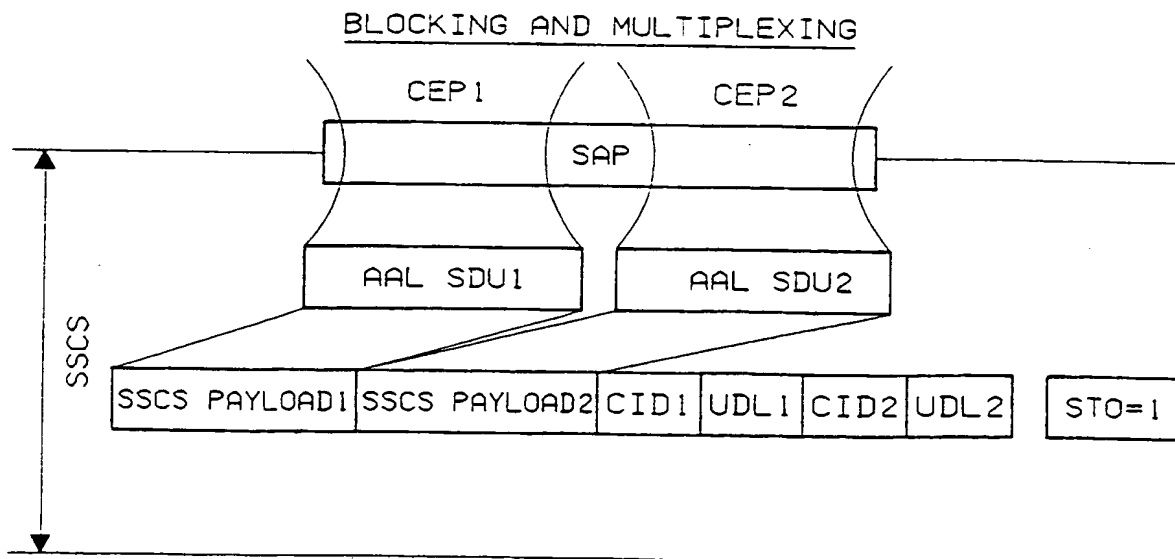 BLOCKING AND MULTIPLEXING
CEP1 CEP2
SAP
AAL SDU1 AAL SDU2
SSCS
SSCS PAYLOAD1 SSCS PAYLOAD2 CID1 UDL1 CID2 UDL2 STO=1